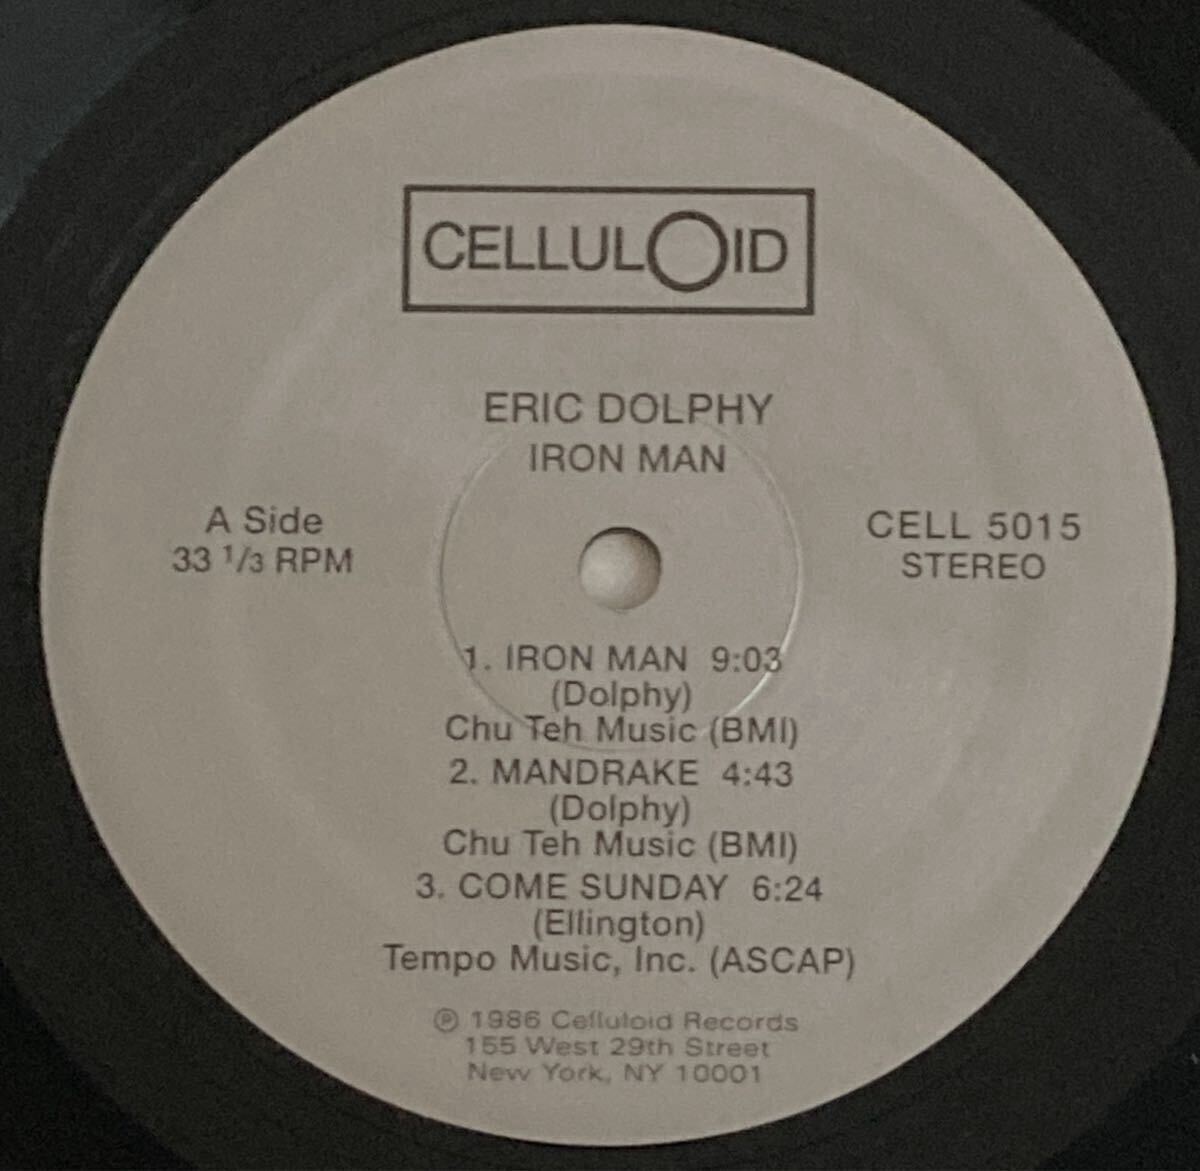 CELLULOID
ERIC DOLPHY
IRON MAN
A Side
33 1/3 RPM
CELL 5015
STEREO
1. IRON MAN 9:03
(Dolphy)
Chu Teh Music (BMI)
2. MANDRAKE 4:43
(Dolphy)
Chu Teh Music (BMI)
3. COME SUNDAY 6:24
(Ellington)
Tempo Music, Inc. (ASCAP)
℗ 1986 Celluloid Records
155 West 29th Street
New York, NY 10001